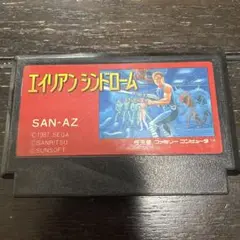 エイリアンシンドローム
SAN-AZ
©1987 SEGA
©SANRITSU
©SUNSOFT
ファミリー コンピュータ